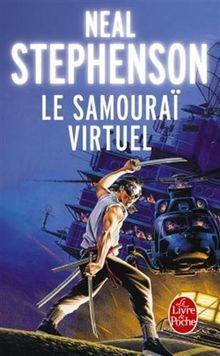 NEAL
STEPHENSON
LE SAMOURAÏ
VIRTUEL
Le Livre
de Poche